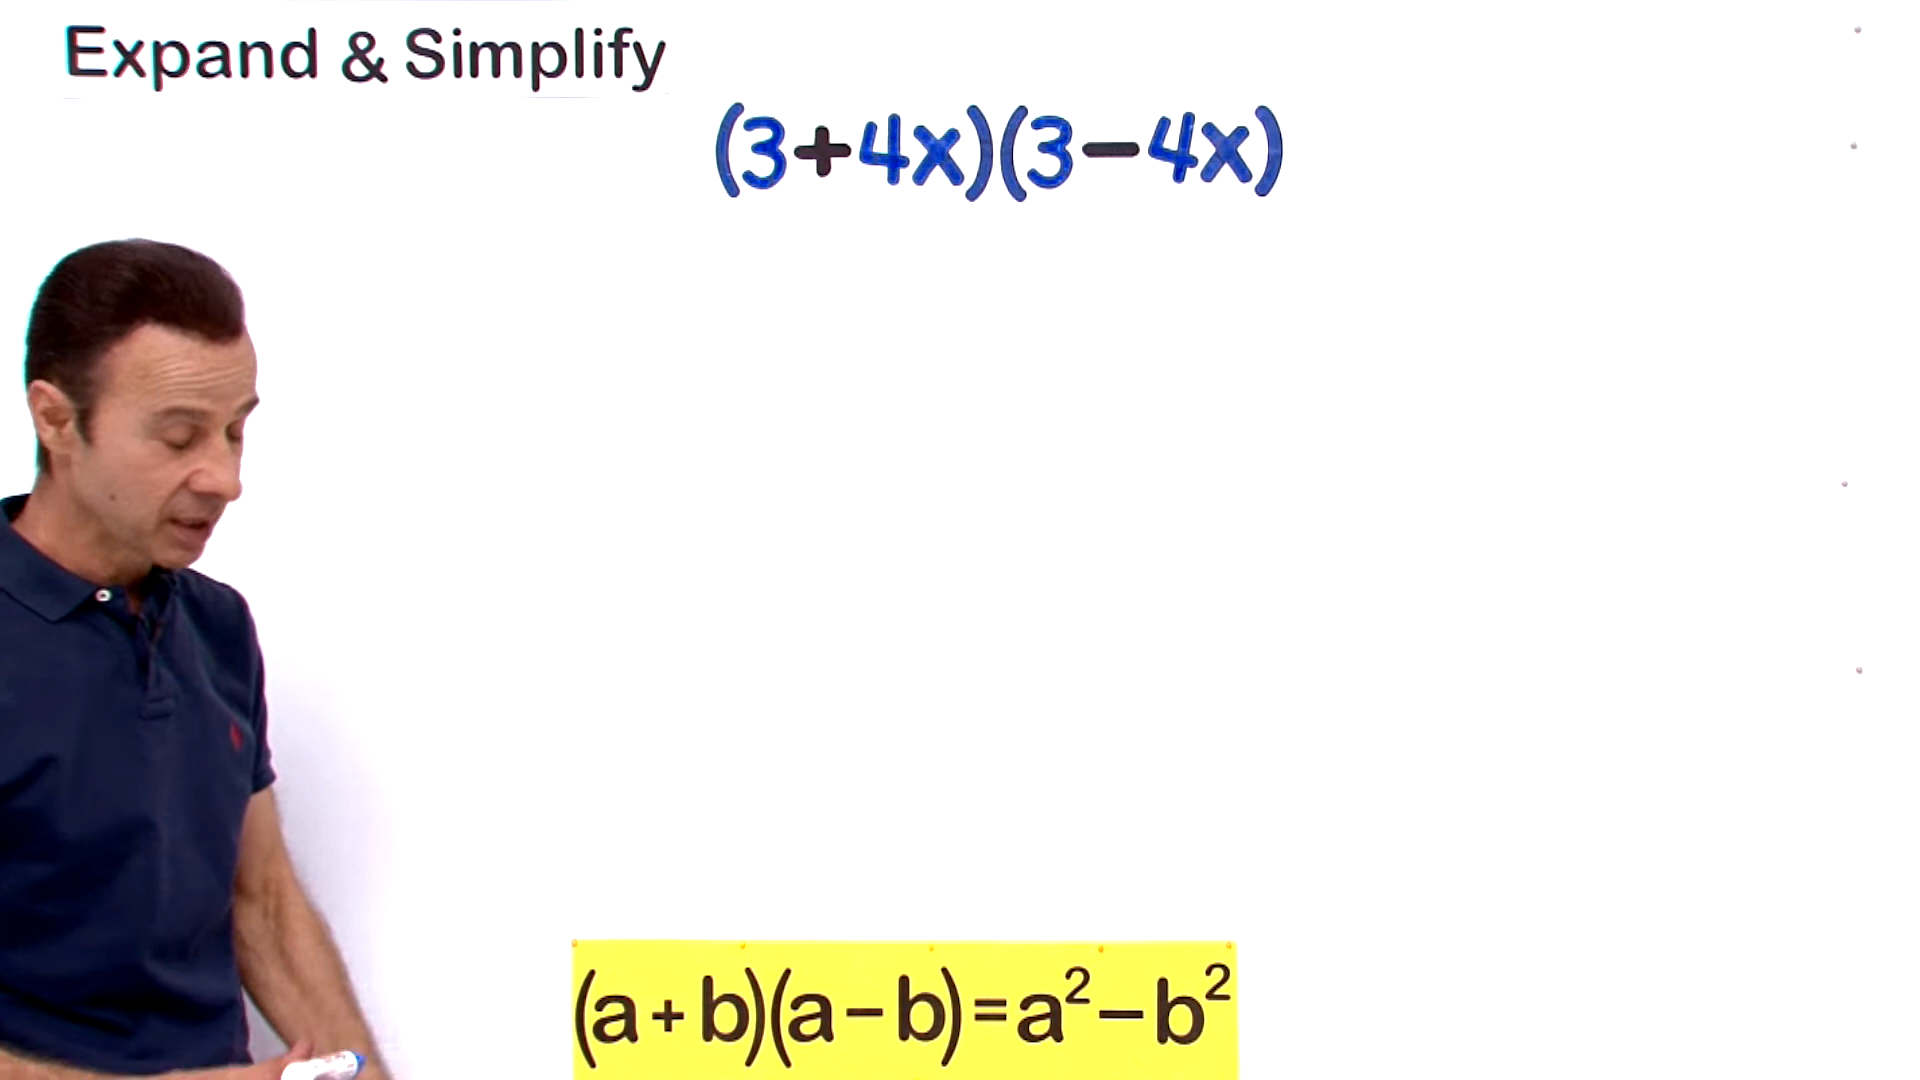 Expand & Simplify
(3+4x)(3−4x)
(a+b)(a−b)=a²−b²